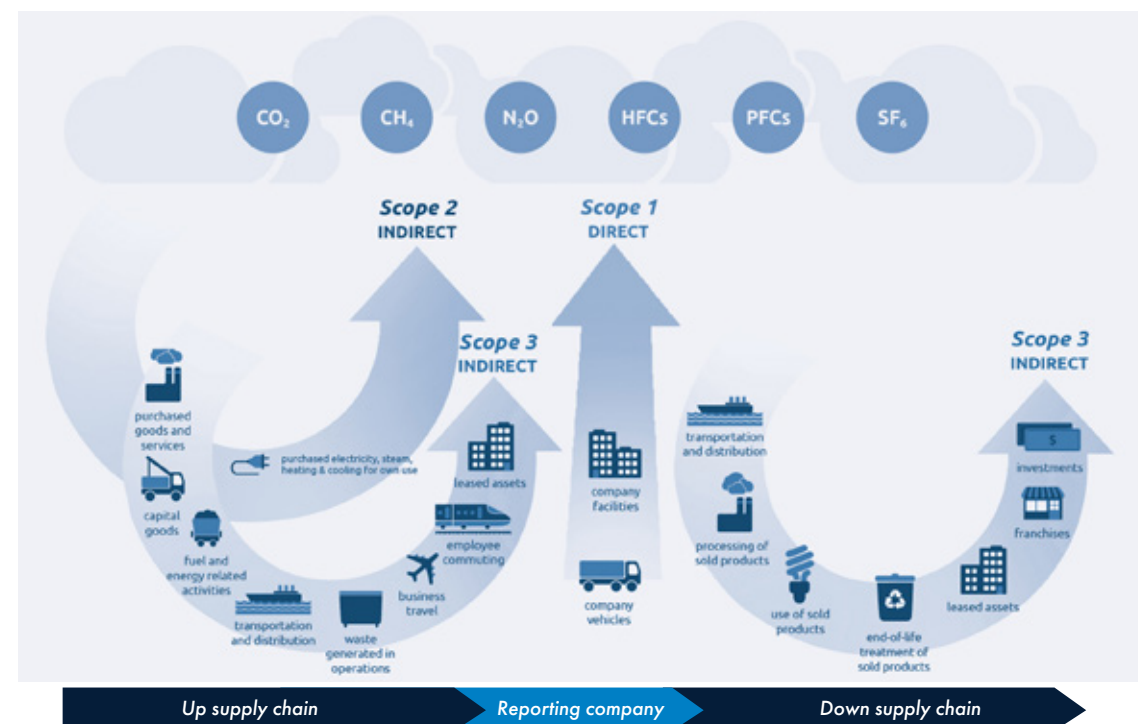 CO₂
CH₄
N₂O
HFCs
PFCs
SF₆
Scope 2
INDIRECT
Scope 1
DIRECT
Scope 3
INDIRECT
Scope 3
INDIRECT
purchased
goods and
services
capital
goods
fuel and
energy related
activities
transportation
and distribution
waste
generated in
operations
business
travel
employee
commuting
leased assets
purchased electricity, steam,
heating & cooling for own use
company
facilities
company
vehicles
transportation
and distribution
processing of
sold products
use of sold
products
end-of-life
treatment of
sold products
leased assets
franchises
$
investments
Up supply chain
Reporting company
Down supply chain